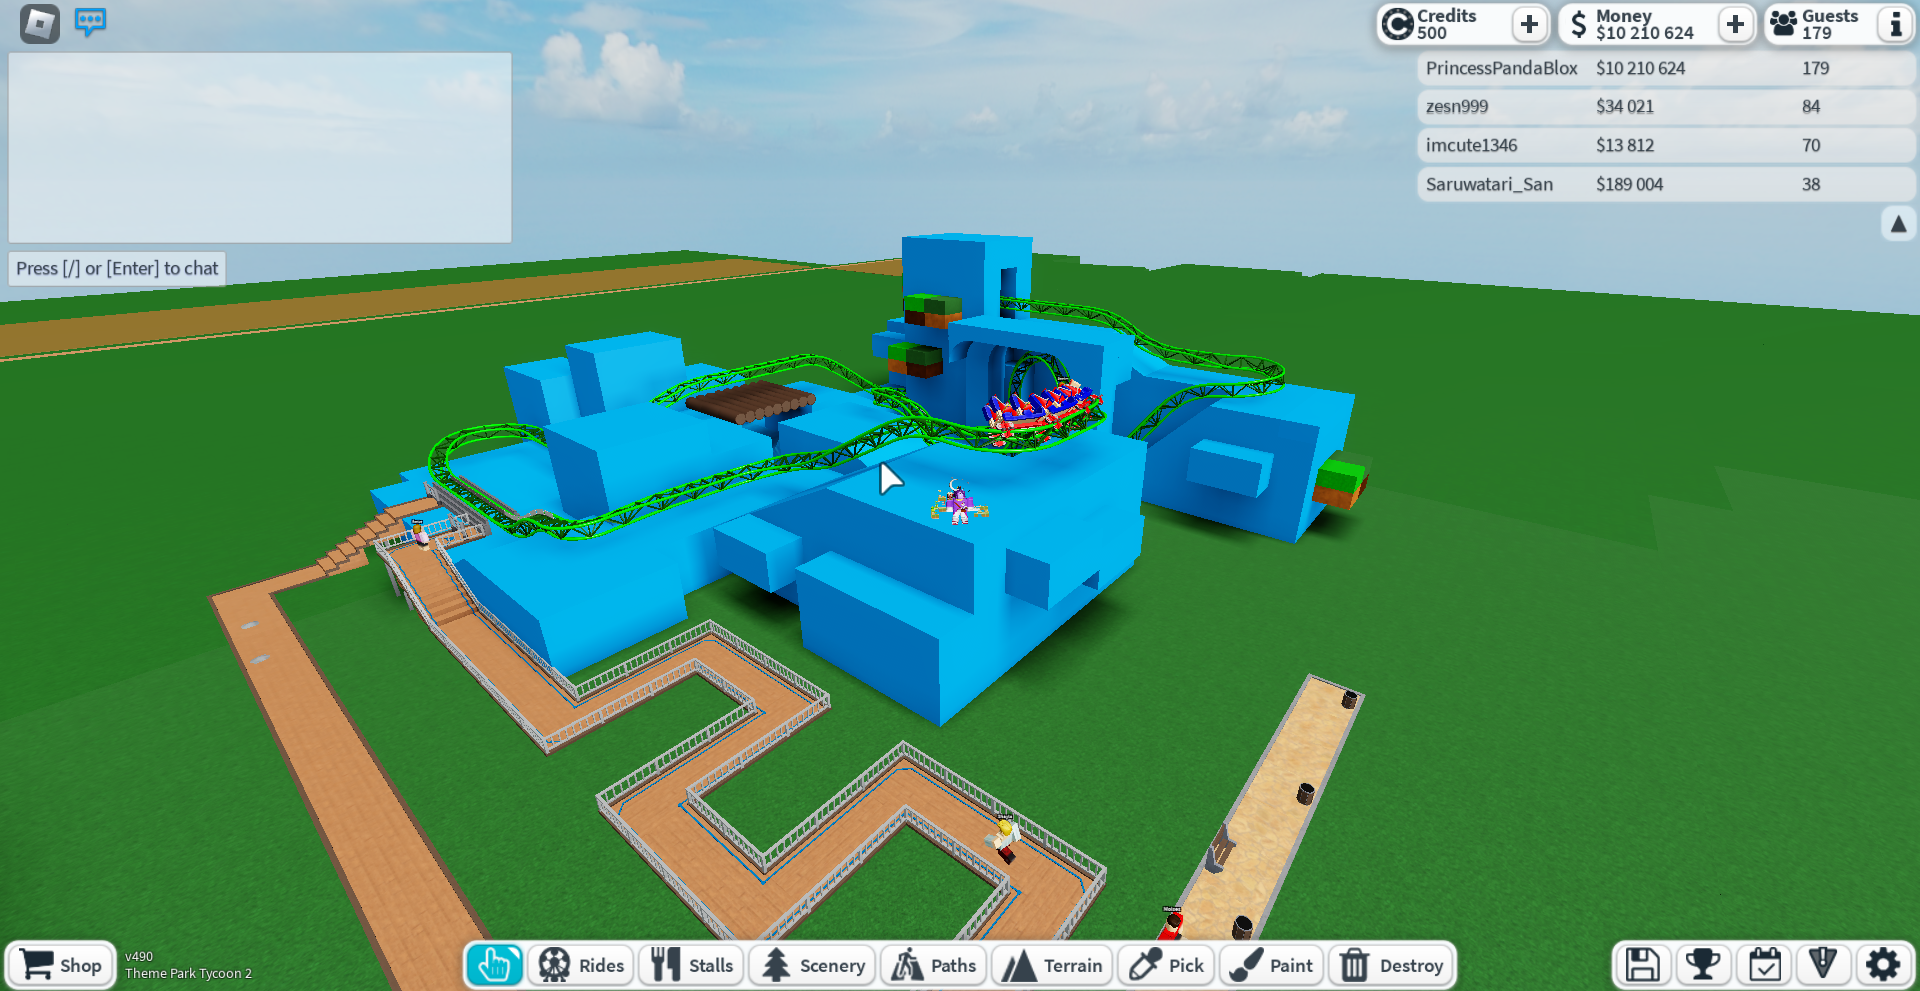 Credits
500
Money
$10 210 624
Guests
179
PrincessPandaBlox $10 210 624 179
zesn999 $34 021 84
imcute1346 $13 812 70
Saruwatari_San $189 004 38
Press [/] or [Enter] to chat
Shop
v490
Theme Park Tycoon 2
Rides
Stalls
Scenery
Paths
Terrain
Pick
Paint
Destroy